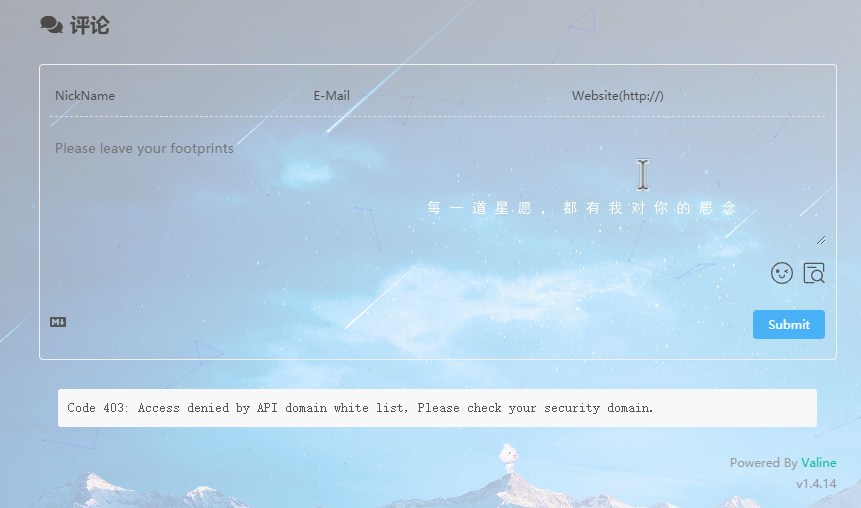 评论
NickName E-Mail Website(http://)
Please leave your footprints
每一道星愿，都有我对你的思念
M↓
Submit
Code 403: Access denied by API domain white list, Please check your security domain.
Powered By Valine
v1.4.14